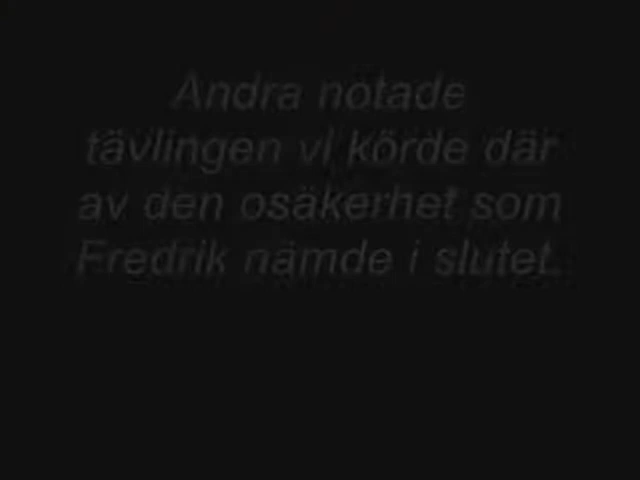 Andra notade
tävlingen vi körde där
av den osäkerhet som
Fredrik nämde i slutet.